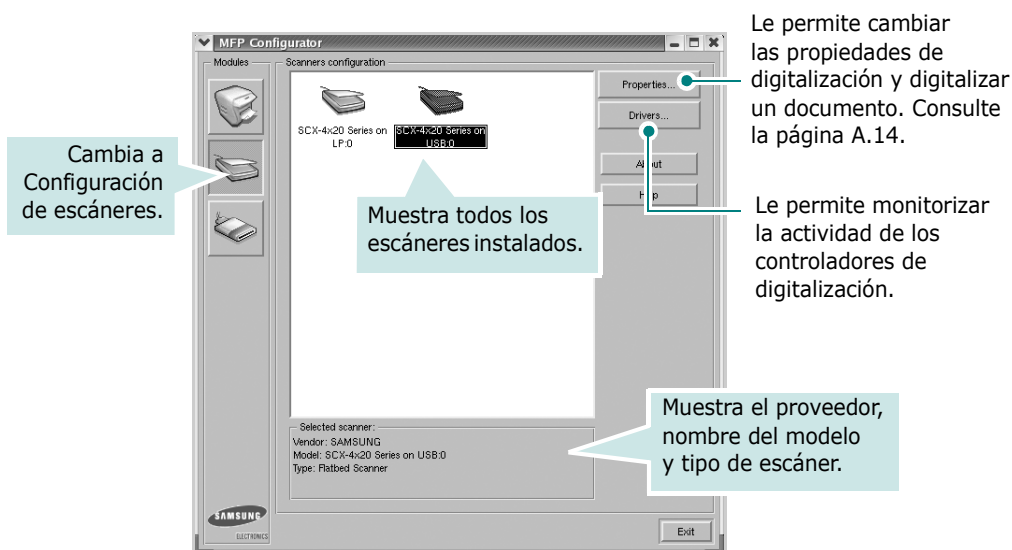 Le permite cambiar
las propiedades de
digitalización y digitalizar
un documento. Consulte
la página A.14.
MFP Configurator
Modules
Scanners configuration
Properties...
Drivers...
About
Help
SCX-4x20 Series on
LP:0
SCX-4x20 Series on
USB:0
Cambia a
Configuración
de escáneres.
Muestra todos los
escáneres instalados.
Le permite monitorizar
la actividad de los
controladores de
digitalización.
Selected scanner:
Vendor: SAMSUNG
Model: SCX-4x20 Series on USB:0
Type: Flatbed Scanner
Muestra el proveedor,
nombre del modelo
y tipo de escáner.
SAMSUNG
ELECTRONICS
Exit